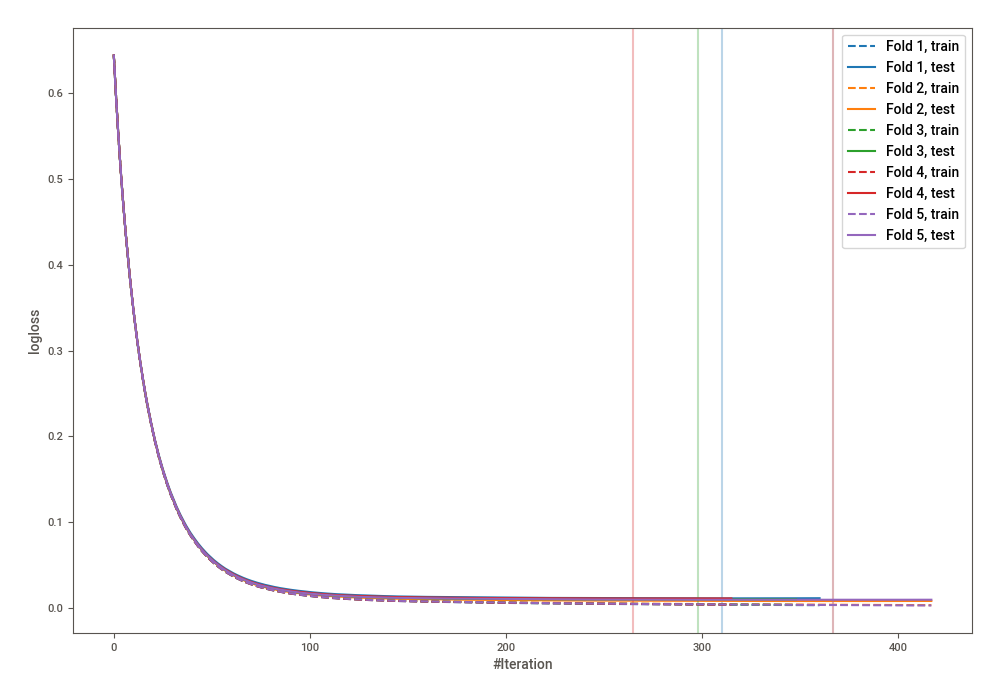 0.6
0.5
0.4
0.3
0.2
0.1
0.0
logloss
0
100
200
300
400
#Iteration
Fold 1, train
Fold 1, test
Fold 2, train
Fold 2, test
Fold 3, train
Fold 3, test
Fold 4, train
Fold 4, test
Fold 5, train
Fold 5, test